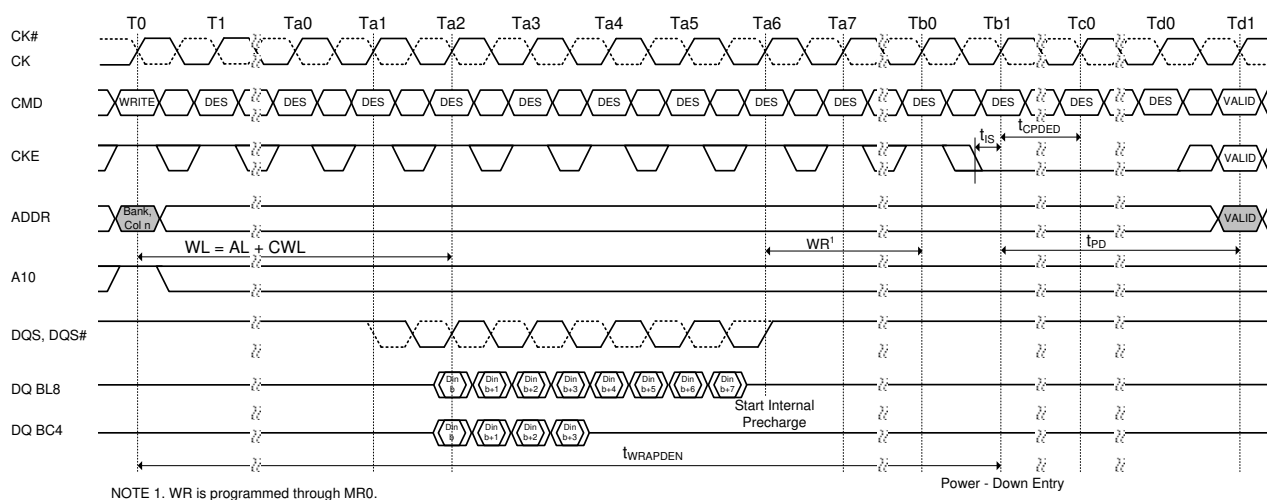 T0 T1 Ta0 Ta1 Ta2 Ta3 Ta4 Ta5 Ta6 Ta7 Tb0 Tb1 Tc0 Td0 Td1
CK#
CK
CMD WRITE DES DES DES DES DES DES DES DES DES DES DES DES DES VALID
tIS tCPDED
CKE VALID
ADDR Bank, Col n VALID
WL = AL + CWL WR1 tPD
A10
DQS, DQS#
DQ BL8 Din b Din b+1 Din b+2 Din b+3 Din b+4 Din b+5 Din b+6 Din b+7
Start Internal
Precharge
DQ BC4 Din b Din b+1 Din b+2 Din b+3
tWRAPDEN
Power - Down Entry
NOTE 1. WR is programmed through MR0.